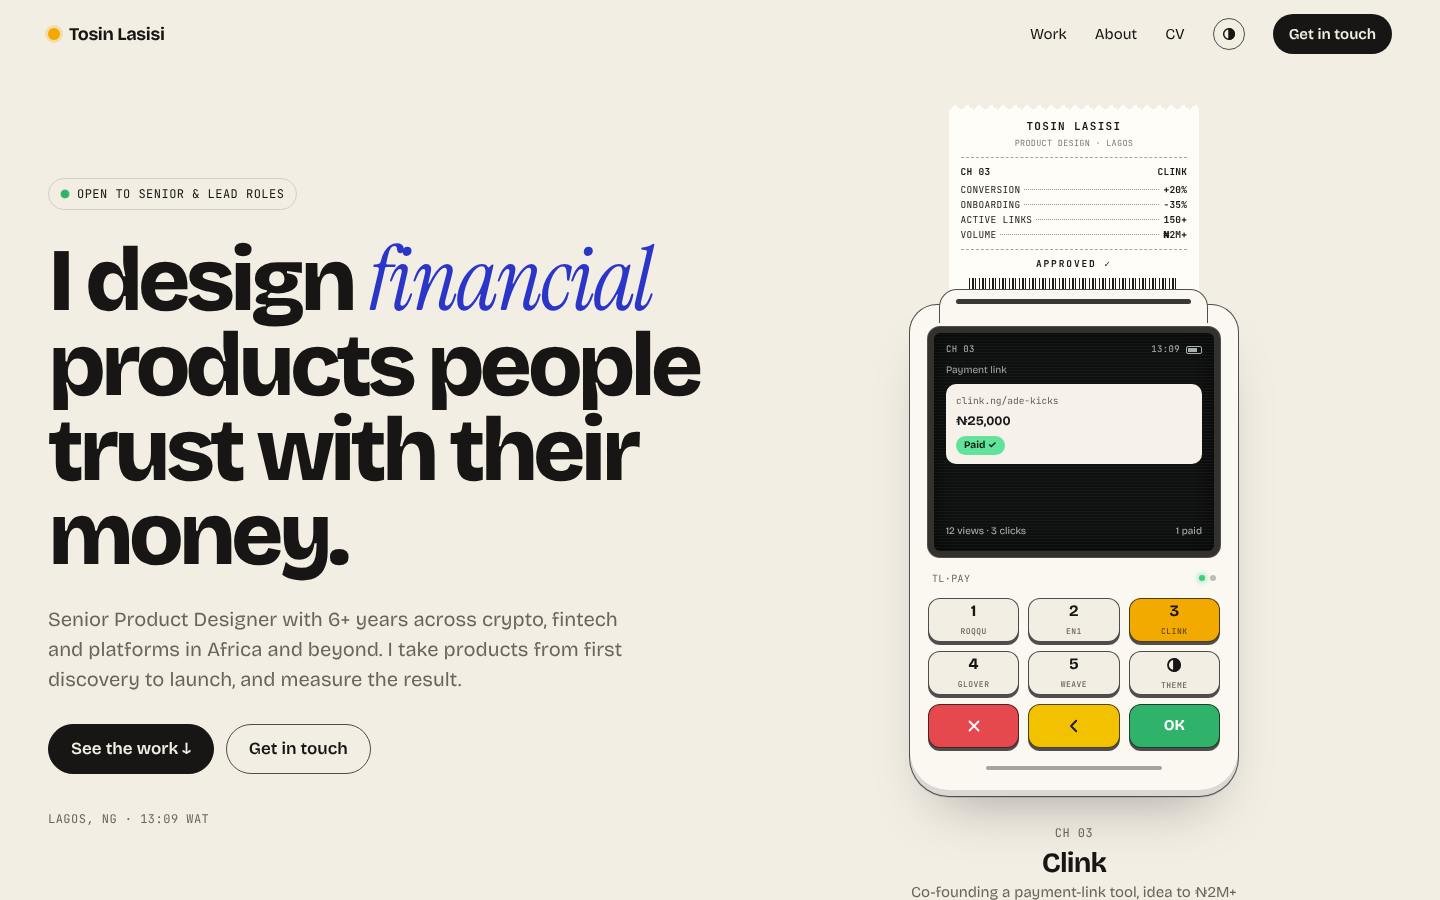 Tosin Lasisi
Work
About
CV
Get in touch
OPEN TO SENIOR & LEAD ROLES
I design financial
products people
trust with their
money.
Senior Product Designer with 6+ years across crypto, fintech
and platforms in Africa and beyond. I take products from first
discovery to launch, and measure the result.
See the work ↓
Get in touch
LAGOS, NG · 13:09 WAT
TOSIN LASISI
PRODUCT DESIGN · LAGOS
CH 03 CLINK
CONVERSION +20%
ONBOARDING -35%
ACTIVE LINKS 150+
VOLUME ₦2M+
APPROVED ✓
CH 03 13:09
Payment link
clink.ng/ade-kicks
₦25,000
Paid ✓
12 views · 3 clicks 1 paid
TL·PAY
1 2 3
ROQQU EN1 CLINK
4 5
GLOVER WEAVE THEME
OK
CH 03
Clink
Co-founding a payment-link tool, idea to ₦2M+